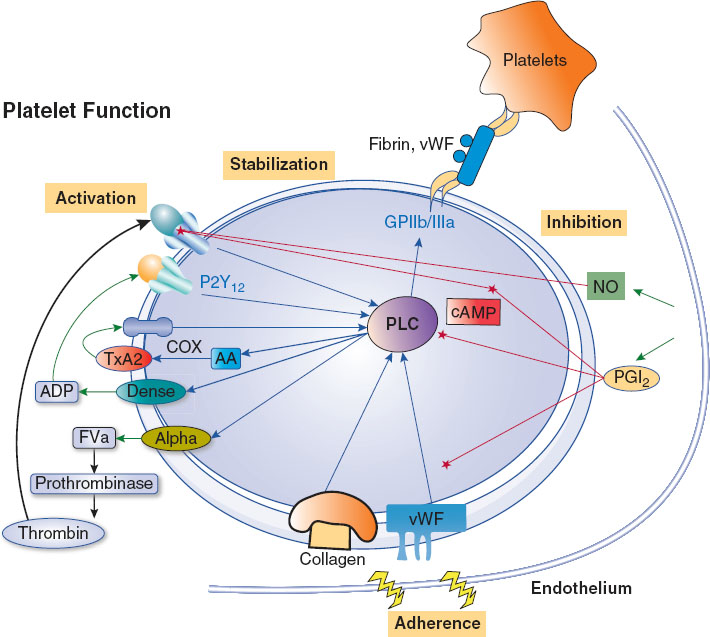 Platelets
Platelet Function
Fibrin, vWF
Stabilization
Activation
GPIIb/IIIa
Inhibition
P2Y12
NO
cAMP
PLC
COX
TxA2
AA
PGI2
ADP
Dense
FVa
Alpha
Prothrombinase
Thrombin
vWF
Collagen
Endothelium
Adherence